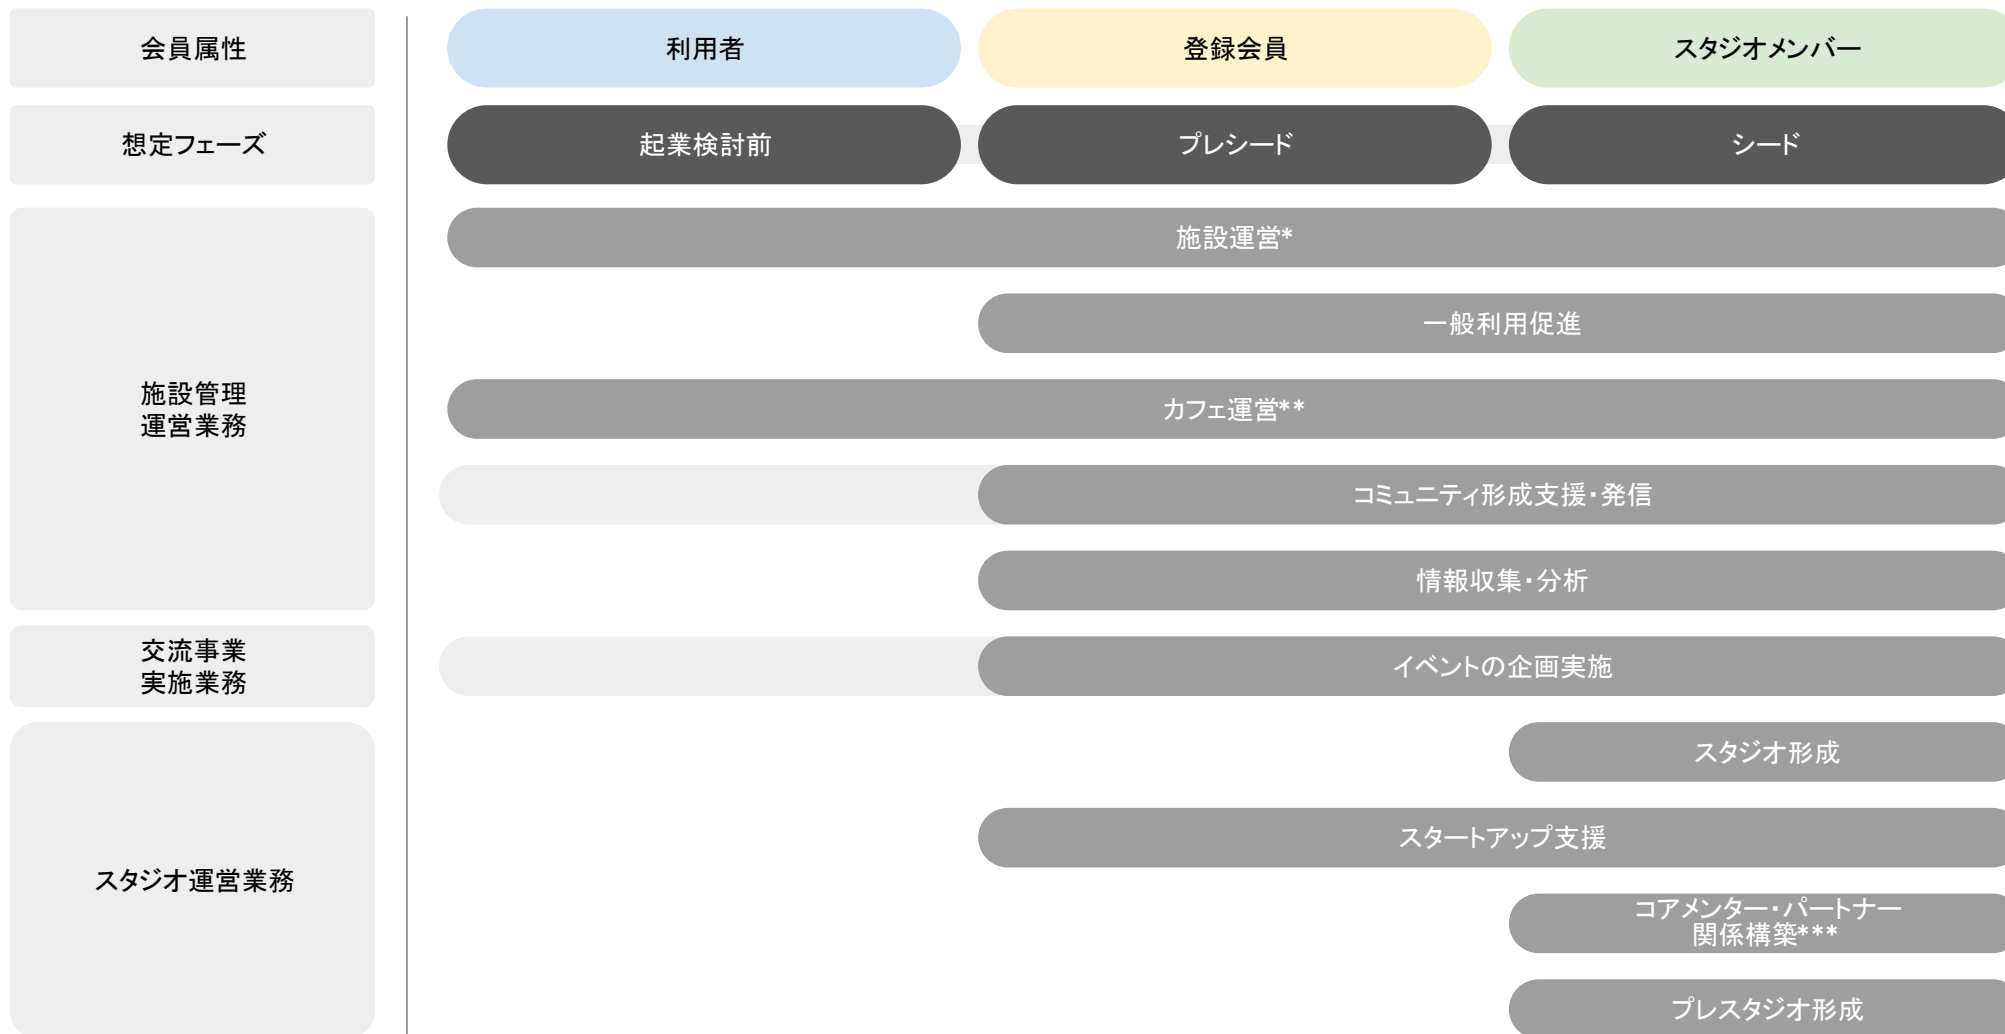 会員属性
利用者
登録会員
スタジオメンバー
想定フェーズ
起業検討前
プレシード
シード
施設管理
運営業務
施設運営*
一般利用促進
カフェ運営**
コミュニティ形成支援・発信
情報収集・分析
交流事業
実施業務
イベントの企画実施
スタジオ運営業務
スタジオ形成
スタートアップ支援
コアメンター・パートナー
関係構築***
プレスタジオ形成